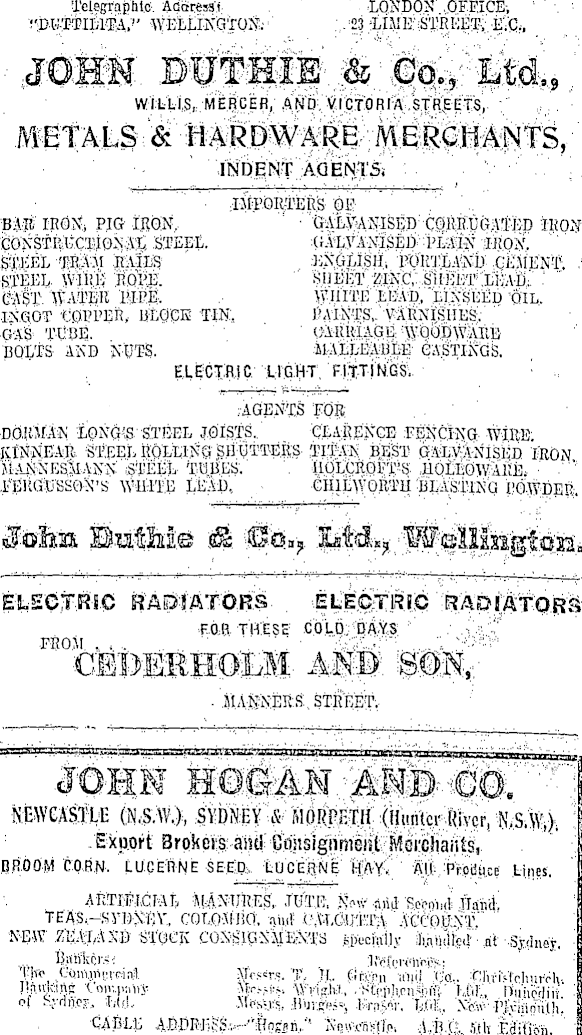 Telegraphic Address: LONDON OFFICE,
"DUTTILITA," WELLINGTON. 23 LIME STREET, E.C.,
JOHN DUTHIE & Co., Ltd.,
WILLIS, MERCER, AND VICTORIA STREETS,
METALS & HARDWARE MERCHANTS,
INDENT AGENTS.
IMPORTERS OF
BAR IRON, PIG IRON,
CONSTRUCTIONAL STEEL.
STEEL TRAM RAILS
STEEL WIRE ROPE.
CAST WATER PIPE.
INGOT COPPER, BLOCK TIN.
GAS TUBE.
BOLTS AND NUTS.
GALVANISED CORRUGATED IRON
GALVANISED PLAIN IRON.
ENGLISH, PORTLAND CEMENT.
SHEET ZINC, SHEET LEAD.
WHITE LEAD, LINSEED OIL.
PAINTS, VARNISHES.
CARRIAGE WOODWARE
MALLEABLE CASTINGS.
ELECTRIC LIGHT FITTINGS.
AGENTS FOR
DORMAN LONG'S STEEL JOISTS.
KINNEAR STEEL ROLLING SHUTTERS
MANNESMANN STEEL TUBES.
FERGUSSON'S WHITE LEAD.
CLARENCE FENCING WIRE.
TITAN BEST GALVANISED IRON.
HOLCROFT'S HOLLOWARE.
CHILWORTH BLASTING POWDER.
John Duthie & Co., Ltd., Wellington.
ELECTRIC RADIATORS ELECTRIC RADIATORS
FOR THESE COLD DAYS
FROM
CEDERHOLM AND SON,
MANNERS STREET.
JOHN HOGAN AND CO.
NEWCASTLE (N.S.W.), SYDNEY & MORPETH (Hunter River, N.S.W.).
Export Brokers and Consignment Merchants,
BROOM CORN. LUCERNE SEED. LUCERNE HAY. All Produce Lines.
ARTIFICIAL MANURES, JUTE, New and Second Hand.
TEAS.—SYDNEY, COLOMBO, and CALCUTTA ACCOUNT.
NEW ZEALAND STOCK CONSIGNMENTS specially handled at Sydney.
Bankers:
The Commercial
Banking Company
of Sydney, Ltd.
References:
Messrs. T. H. Green and Co., Christchurch.
Messrs. Wright, Stephenson Ltd., Dunedin.
Messrs. Burgess, Fraser, Ltd., New Plymouth.
CABLE ADDRESS.—"Hogan," Newcastle. A.B.C. 5th Edition.